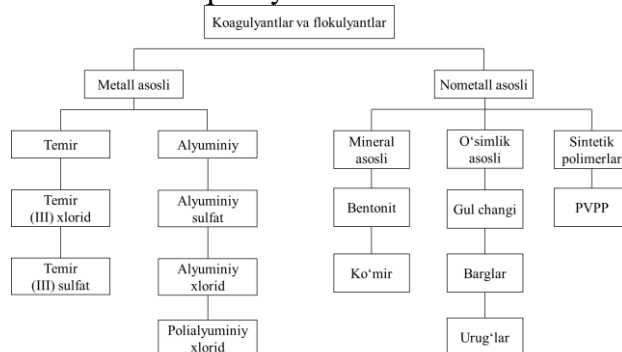 Koagulyantlar va flokulyantlar
Metall asosli
Nometall asosli
Temir
Alyuminiy
Mineral
asosli
O‘simlik
asosli
Sintetik
polimerlar
Temir
(III) xlorid
Alyuminiy
sulfat
Bentonit
Gul changi
PVPP
Temir
(III) sulfat
Alyuminiy
xlorid
Ko‘mir
Barglar
Polialyuminiy
xlorid
Urug‘lar